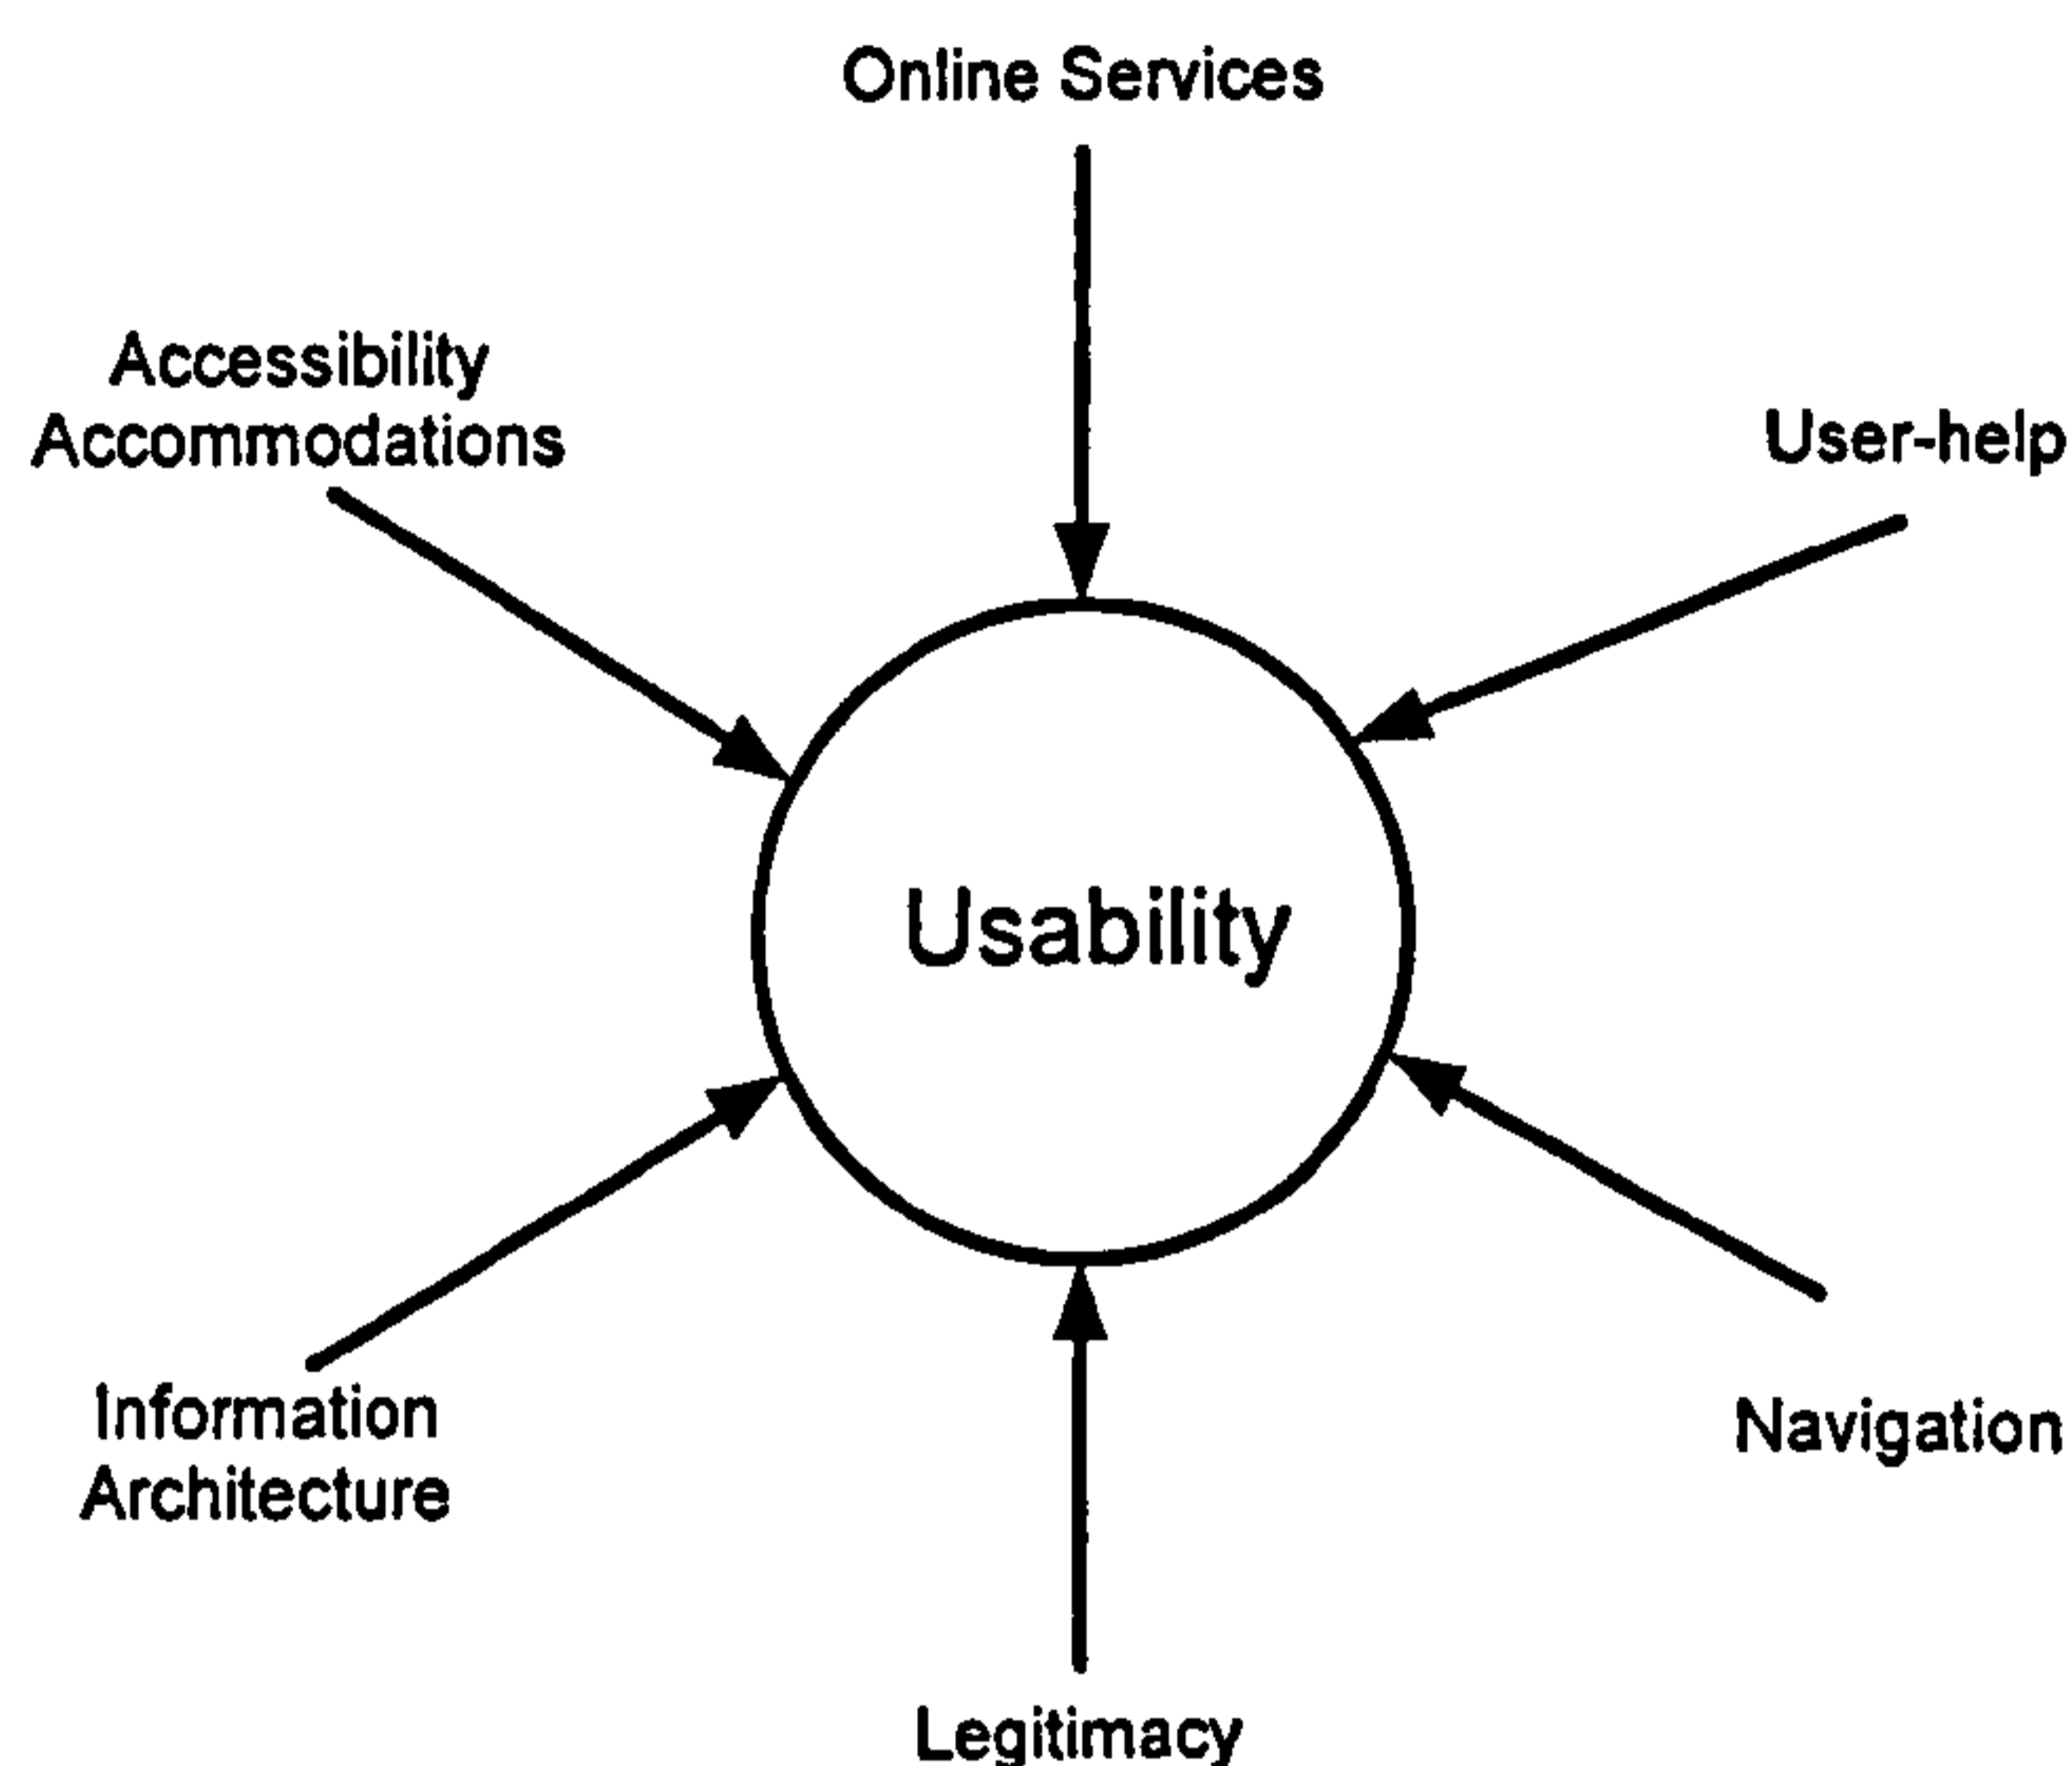 Online Services
Accessibility
Accommodations
User-help
Usability
Information
Architecture
Navigation
Legitimacy